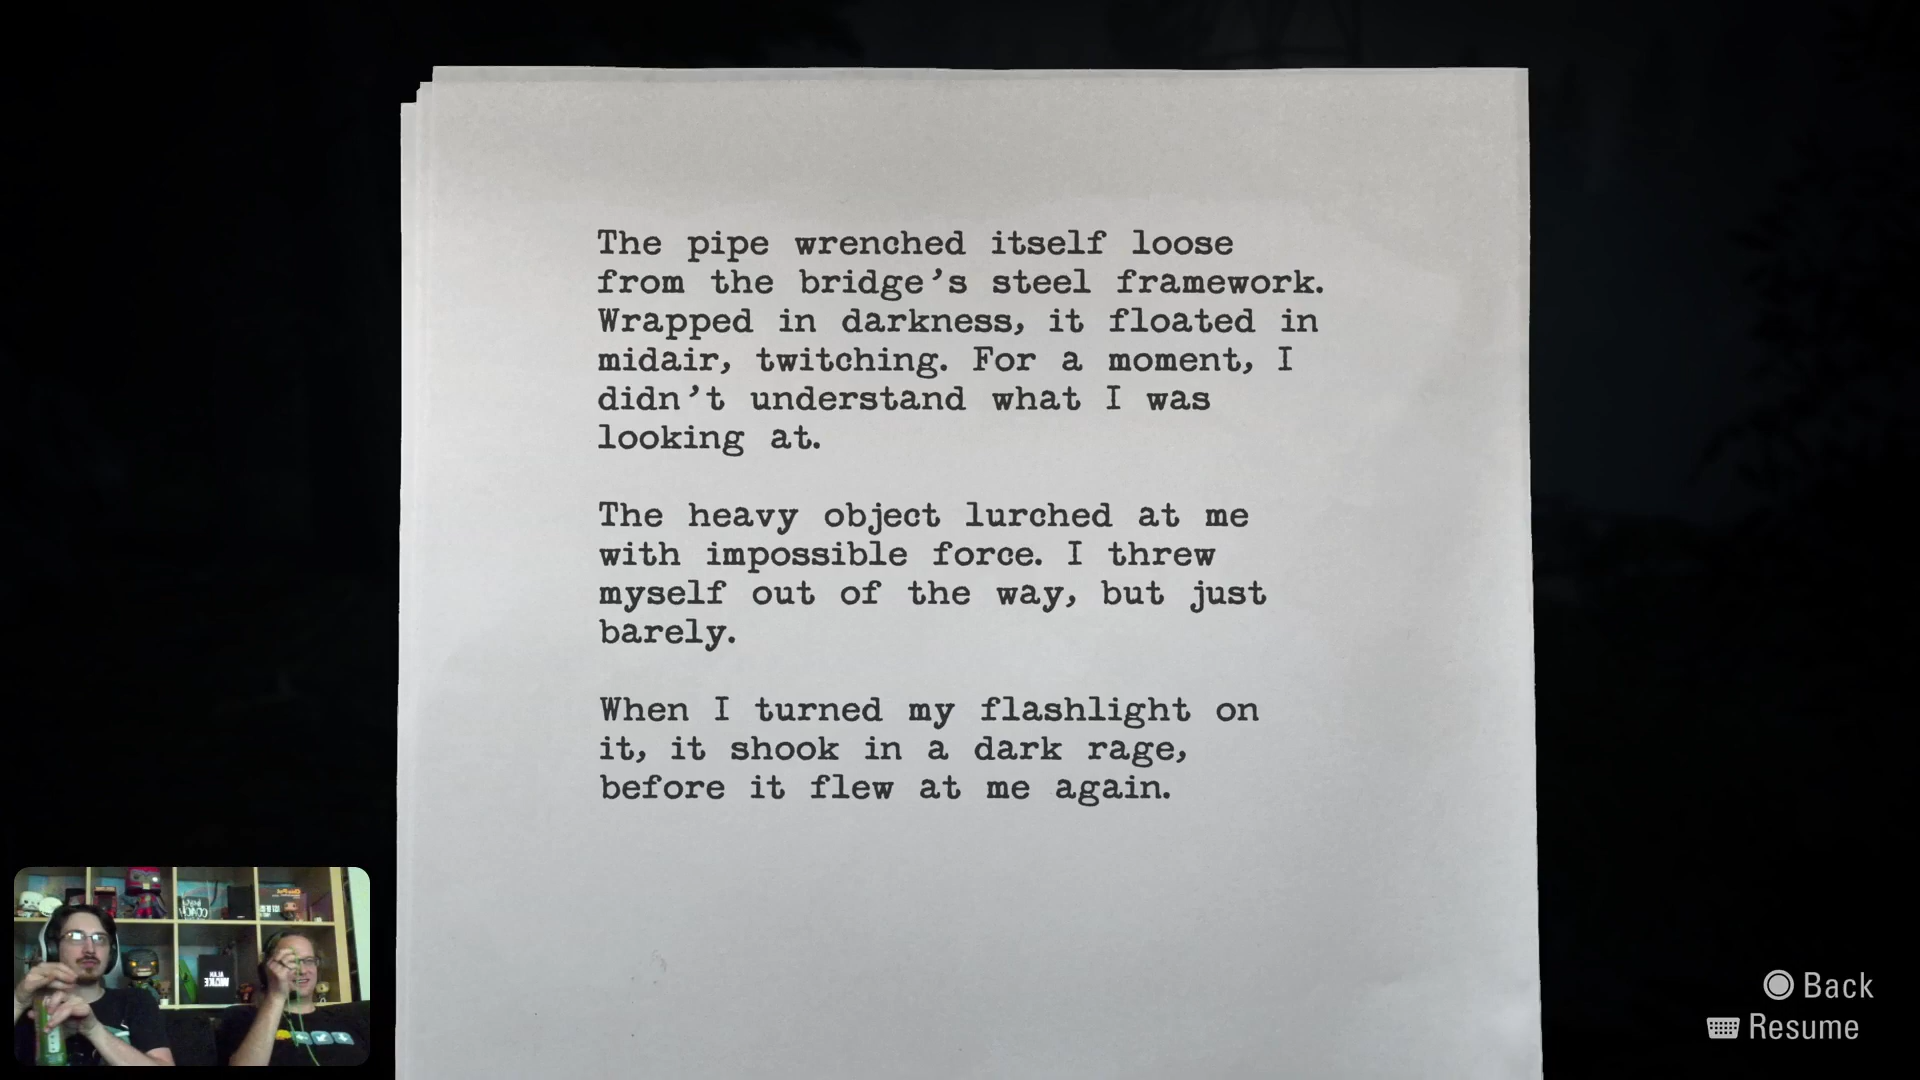 The pipe wrenched itself loose
from the bridge’s steel framework.
Wrapped in darkness, it floated in
midair, twitching. For a moment, I
didn’t understand what I was
looking at.
The heavy object lurched at me
with impossible force. I threw
myself out of the way, but just
barely.
When I turned my flashlight on
it, it shook in a dark rage,
before it flew at me again.
ALAN
WAKE
Back
Resume